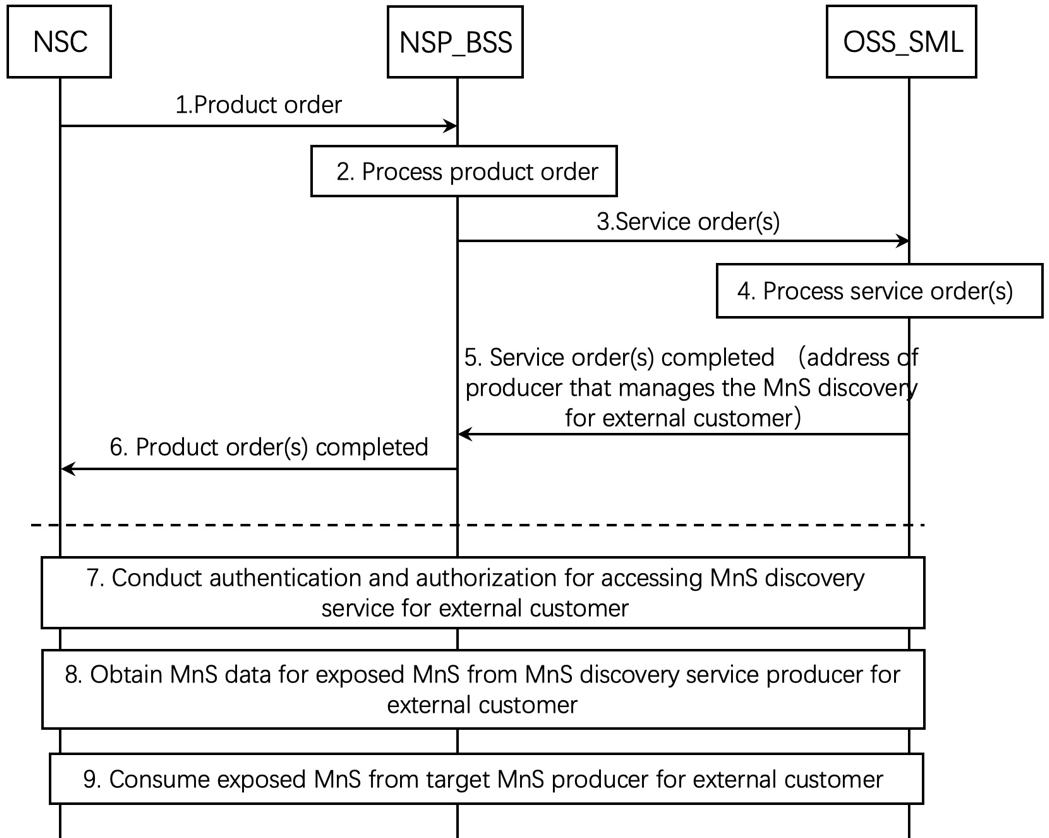 NSC
NSP_BSS
OSS_SML
1.Product order
2. Process product order
3.Service order(s)
4. Process service order(s)
5. Service order(s) completed （address of
producer that manages the MnS discovery
for external customer）
6. Product order(s) completed
7. Conduct authentication and authorization for accessing MnS discovery
service for external customer
8. Obtain MnS data for exposed MnS from MnS discovery service producer for
external customer
9. Consume exposed MnS from target MnS producer for external customer